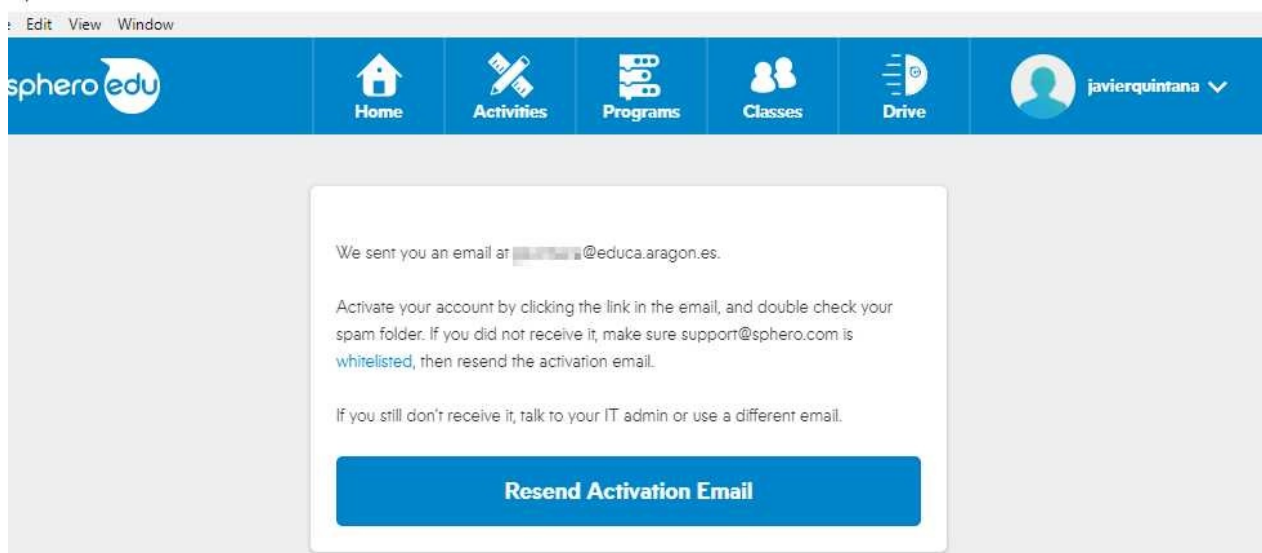 Edit View Window
sphero edu
Home Activities Programs Classes Drive javierquintana
We sent you an email at @educa.aragon.es.
Activate your account by clicking the link in the email, and double check your
spam folder. If you did not receive it, make sure support@sphero.com is
whitelisted, then resend the activation email.
If you still don't receive it, talk to your IT admin or use a different email.
Resend Activation Email